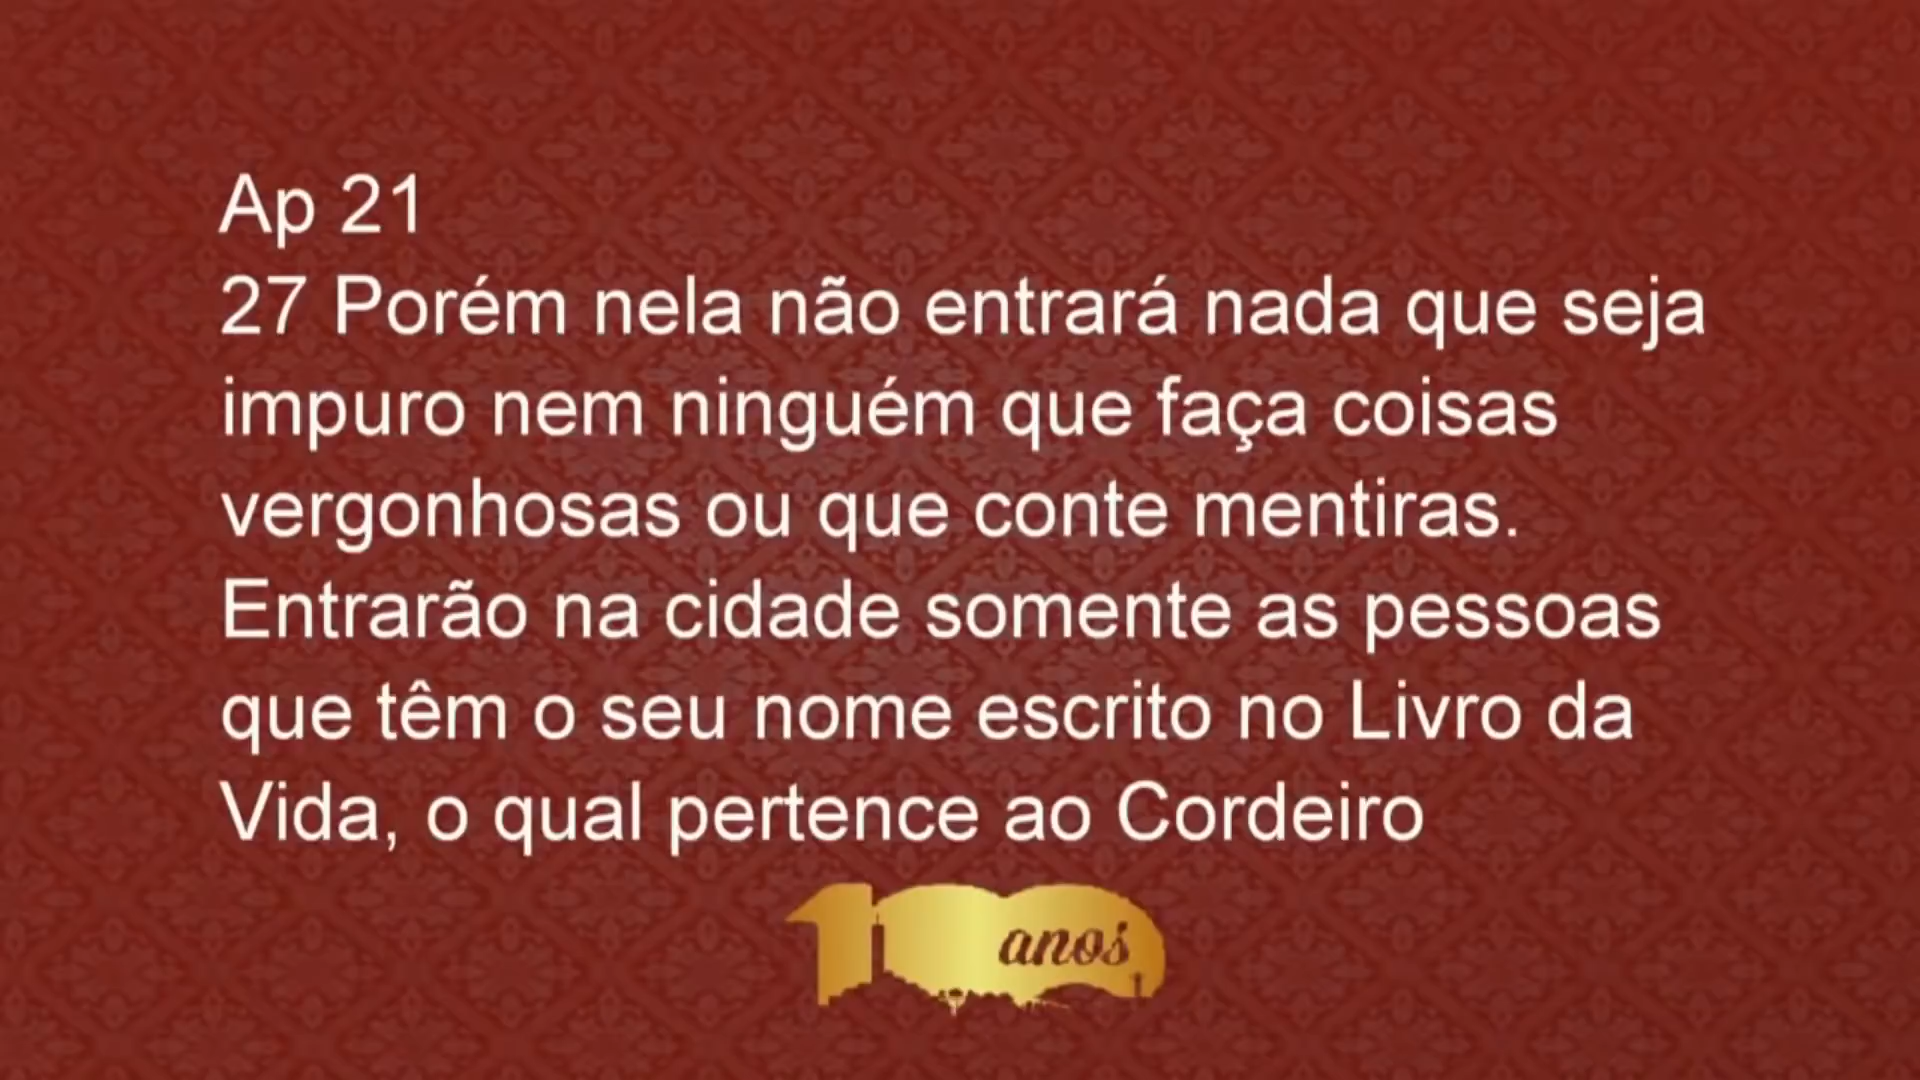 Ap 21
27 Porém nela não entrará nada que seja
impuro nem ninguém que faça coisas
vergonhosas ou que conte mentiras.
Entrarão na cidade somente as pessoas
que têm o seu nome escrito no Livro da
Vida, o qual pertence ao Cordeiro
100 anos